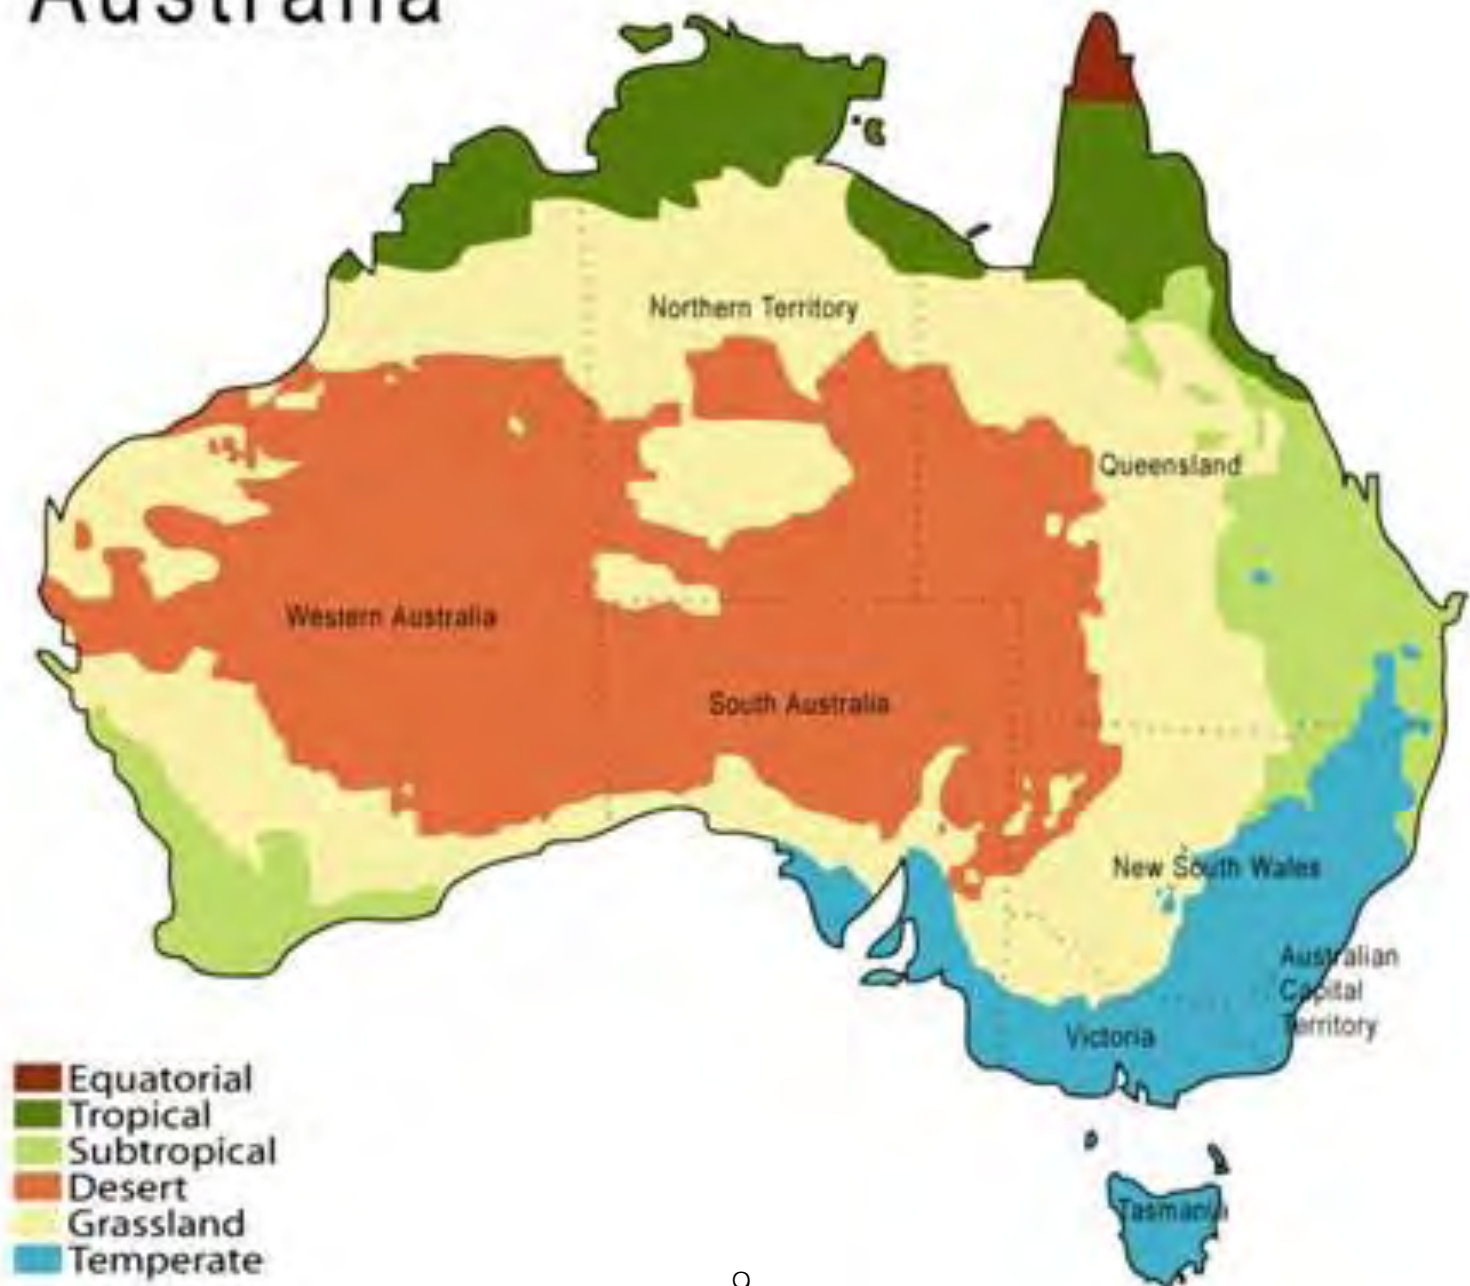 Australia
Northern Territory
Queensland
Western Australia
South Australia
New South Wales
Australian
Capital
Territory
Victoria
Tasmania
Equatorial
Tropical
Subtropical
Desert
Grassland
Temperate